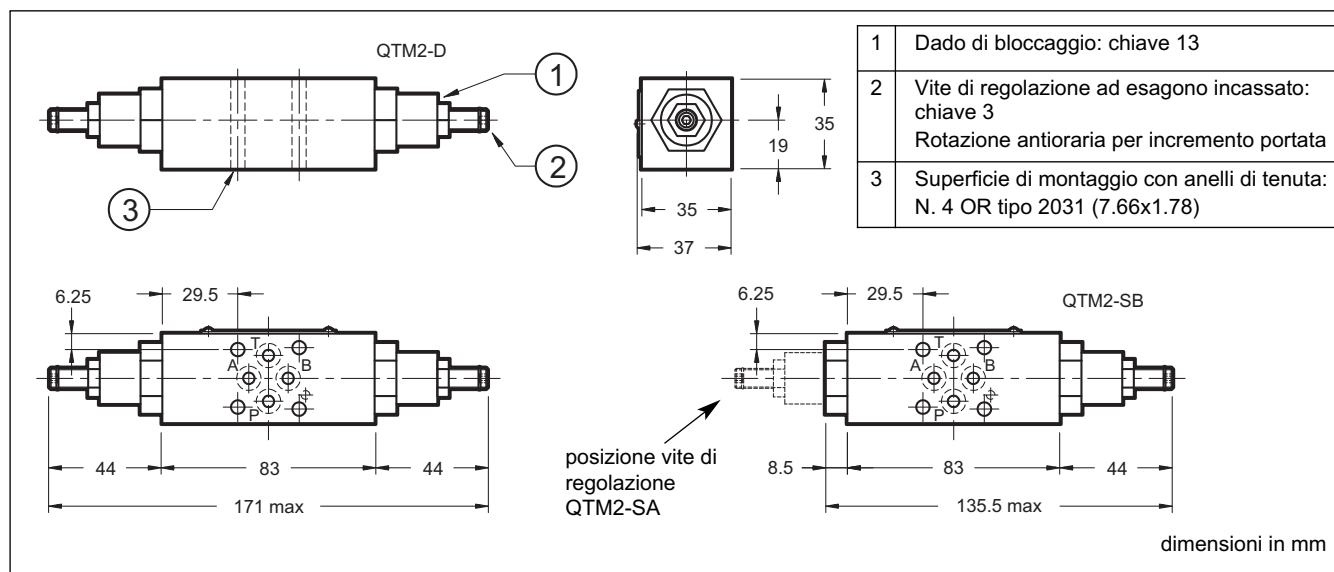 QTM2-D
1
2
3
35
19
35
37
1 Dado di bloccaggio: chiave 13
2 Vite di regolazione ad esagono incassato:
chiave 3
Rotazione antioraria per incremento portata
3 Superficie di montaggio con anelli di tenuta:
N. 4 OR tipo 2031 (7.66x1.78)
6.25
29.5
T
A
B
P
44
83
44
171 max
6.25
29.5
QTM2-SB
T
A
B
P
posizione vite di
regolazione
QTM2-SA
8.5
83
44
135.5 max
dimensioni in mm